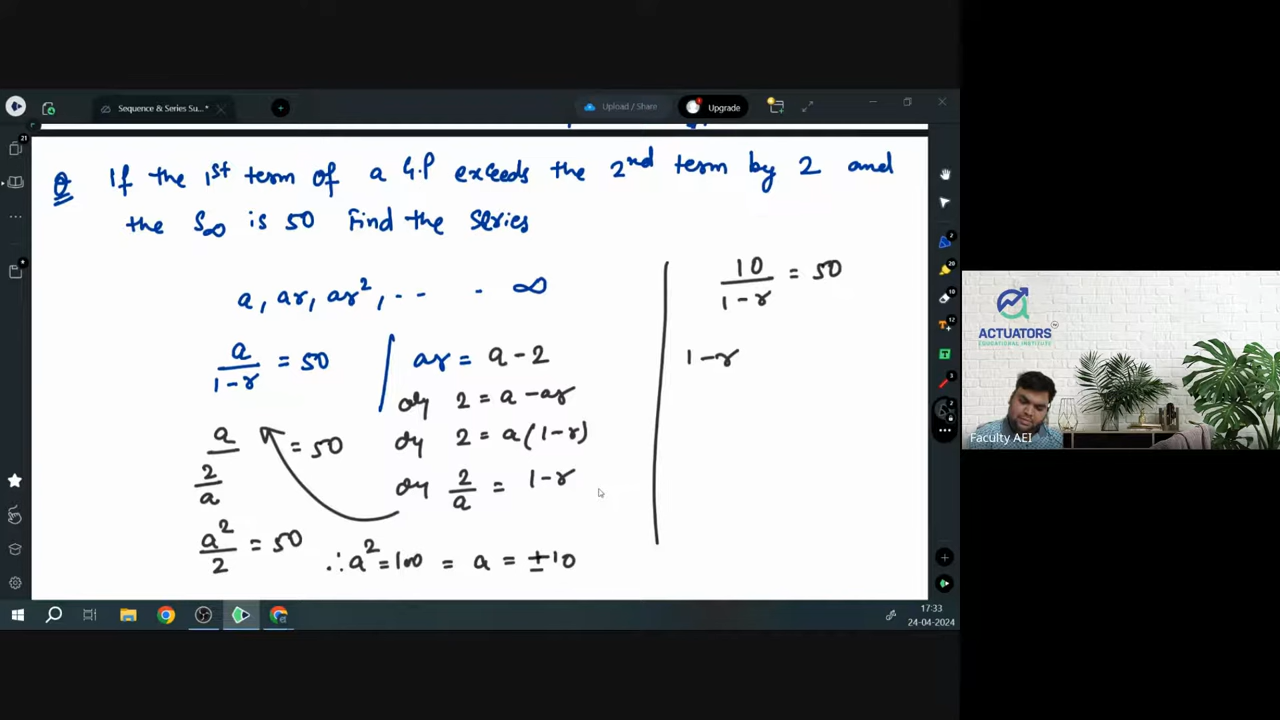 Sequence & Series Su... *
Upload / Share
Upgrade
21
Q If the 1st term of a G.P exceeds the 2nd term by 2 and
the S∞ is 50 Find the Series
a, ar, ar², .. .. . ∞
a/(1-r) = 50
ar = a - 2
or 2 = a - ar
a/(2/a) = 50
or 2 = a(1-r)
or 2/a = 1-r
a²/2 = 50
∴ a² = 100 = a = ±10
10/(1-r) = 50
1-r
ACTUATORS
EDUCATIONAL INSTITUTE
Faculty AEI
17:33
24-04-2024